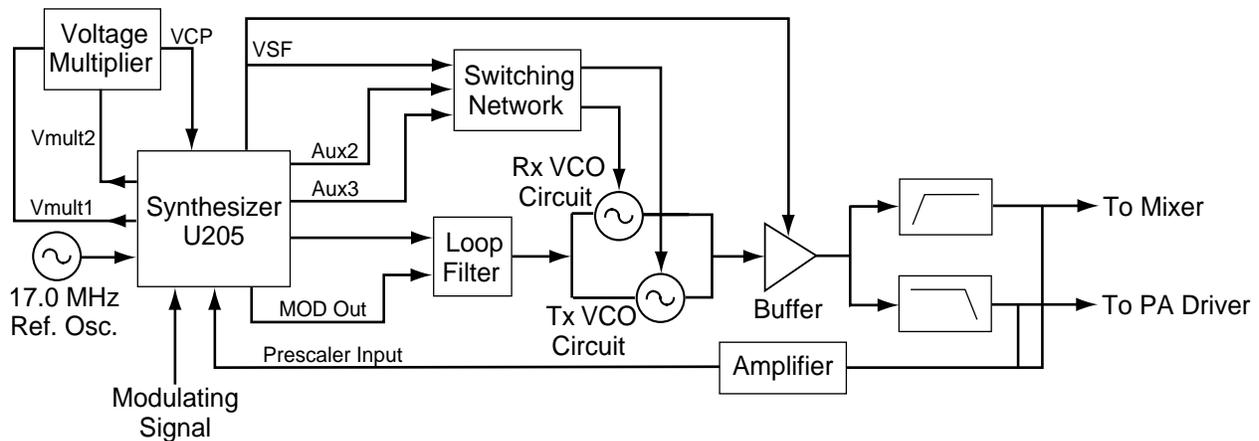 Voltage
Multiplier
VCP
VSF
Switching
Network
Vmult2
Aux2
Rx VCO
Circuit
Aux3
Vmult1
Synthesizer
U205
To Mixer
Loop
Filter
17.0 MHz
Ref. Osc.
MOD Out
Tx VCO
Circuit
Buffer
To PA Driver
Prescaler Input
Amplifier
Modulating
Signal